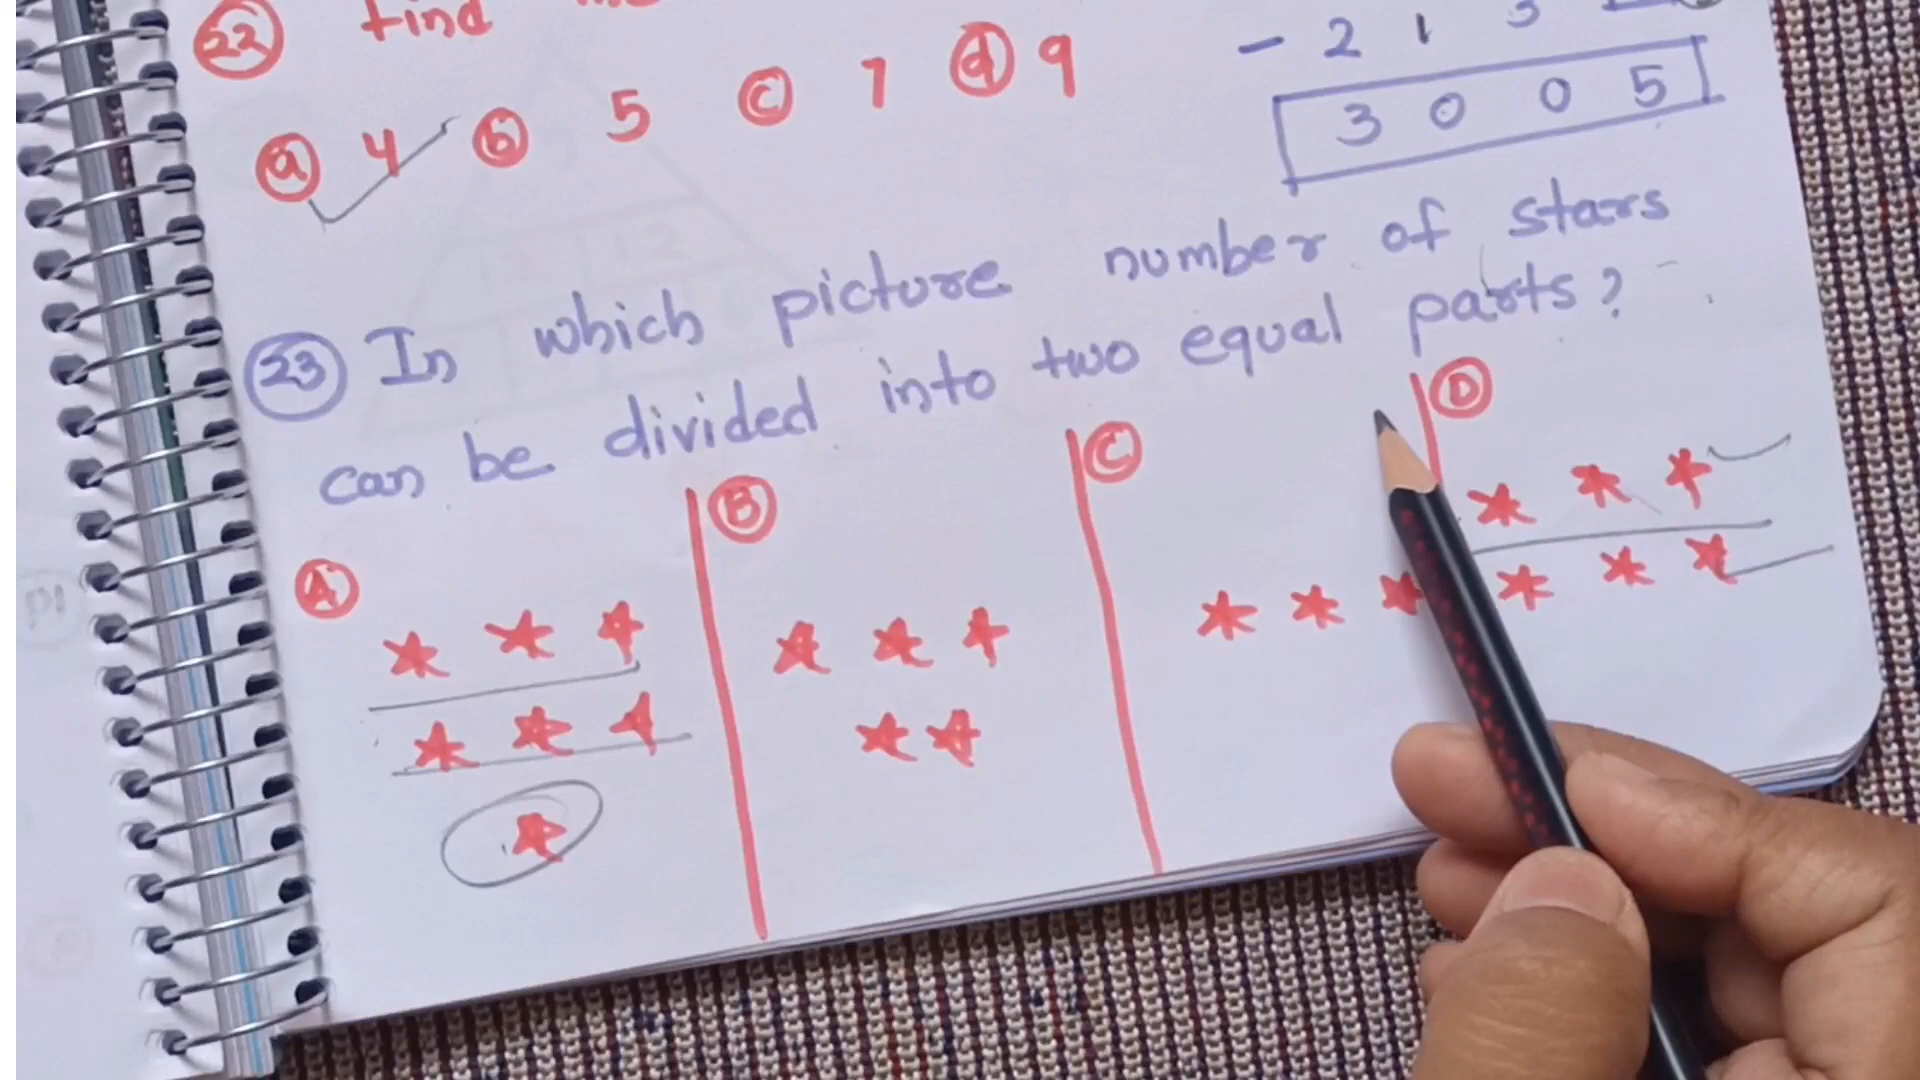 22 find
- 2 1 3
a 4 b 5 c 7 d 9
3 0 0 5
23 In which picture number of stars
can be divided into two equal parts?
A B C D